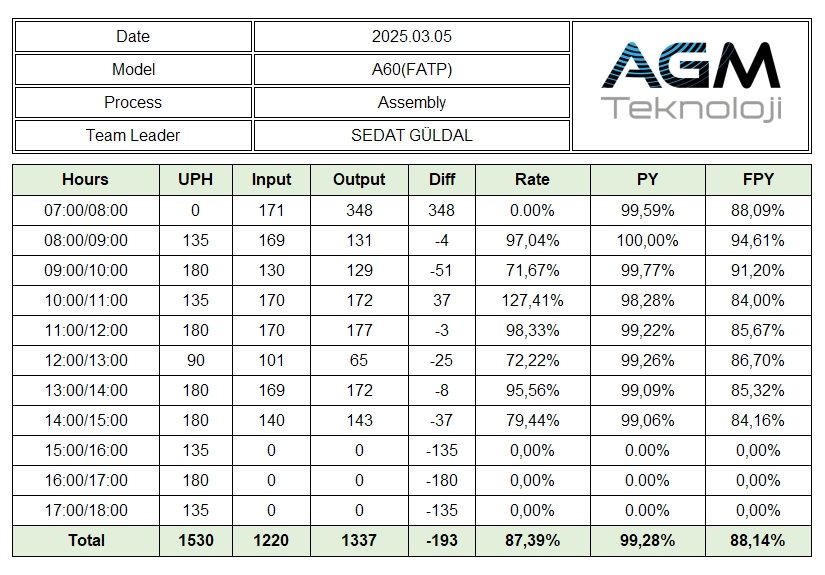 Date 2025.03.05
Model A60(FATP)
Process Assembly
Team Leader SEDAT GÜLDAL
AGM
Teknoloji
Hours UPH Input Output Diff Rate PY FPY
07:00/08:00 0 171 348 348 0.00% 99,59% 88,09%
08:00/09:00 135 169 131 -4 97,04% 100,00% 94,61%
09:00/10:00 180 130 129 -51 71,67% 99,77% 91,20%
10:00/11:00 135 170 172 37 127,41% 98,28% 84,00%
11:00/12:00 180 170 177 -3 98,33% 99,22% 85,67%
12:00/13:00 90 101 65 -25 72,22% 99,26% 86,70%
13:00/14:00 180 169 172 -8 95,56% 99,09% 85,32%
14:00/15:00 180 140 143 -37 79,44% 99,06% 84,16%
15:00/16:00 135 0 0 -135 0,00% 0.00% 0,00%
16:00/17:00 180 0 0 -180 0,00% 0.00% 0,00%
17:00/18:00 135 0 0 -135 0,00% 0.00% 0,00%
Total 1530 1220 1337 -193 87,39% 99,28% 88,14%